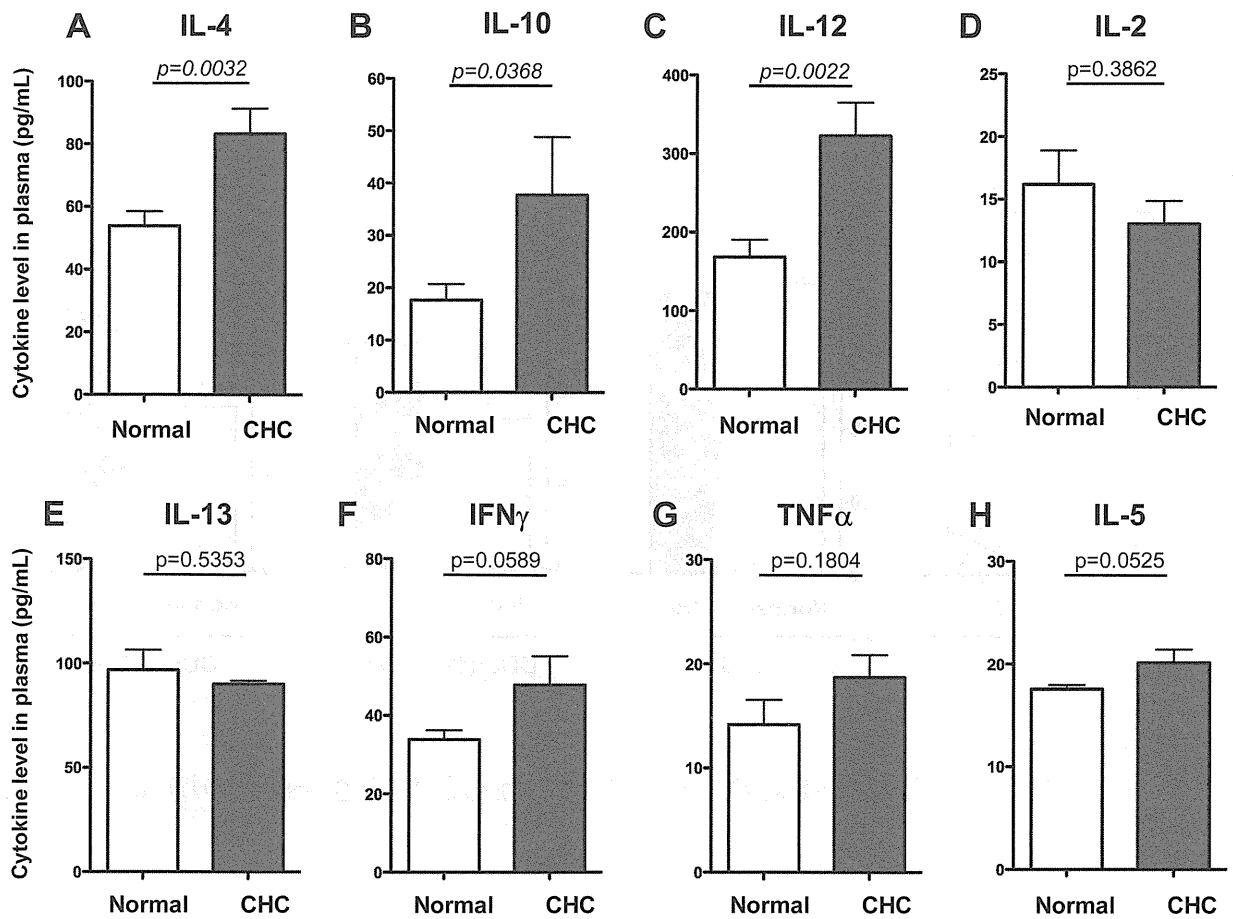 A IL-4
p=0.0032
Cytokine level in plasma (pg/mL)
100
80
60
40
20
0
Normal CHC
B IL-10
p=0.0368
60
50
40
30
20
10
0
Normal CHC
C IL-12
p=0.0022
400
300
200
100
0
Normal CHC
D IL-2
p=0.3862
25
20
15
10
5
0
Normal CHC
E IL-13
p=0.5353
Cytokine level in plasma (pg/mL)
150
100
50
0
Normal CHC
F IFNγ
p=0.0589
80
60
40
20
0
Normal CHC
G TNFα
p=0.1804
30
20
10
0
Normal CHC
H IL-5
p=0.0525
30
20
10
0
Normal CHC